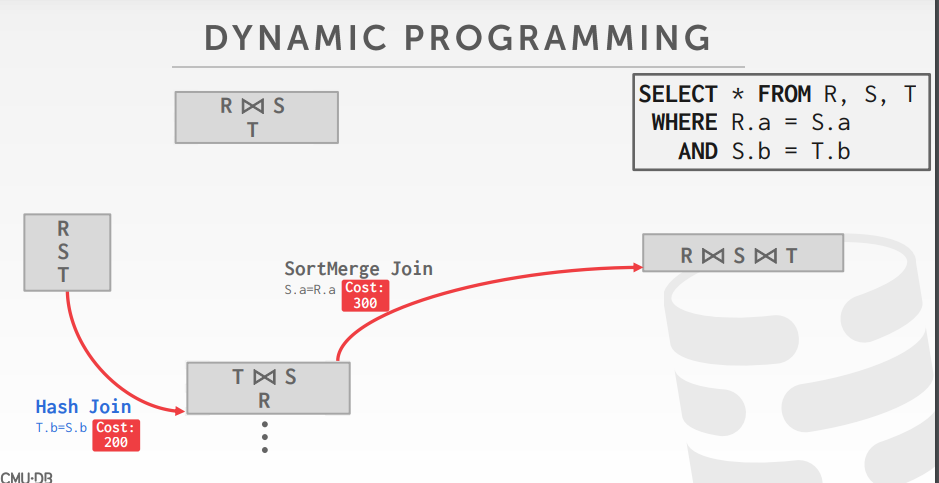 DYNAMIC PROGRAMMING
SELECT * FROM R, S, T
WHERE R.a = S.a
AND S.b = T.b
R ⋈ S
T
R
S
T
SortMerge Join
S.a=R.a
Cost:
300
R ⋈ S ⋈ T
T ⋈ S
R
Hash Join
T.b=S.b
Cost:
200
CMU·DB